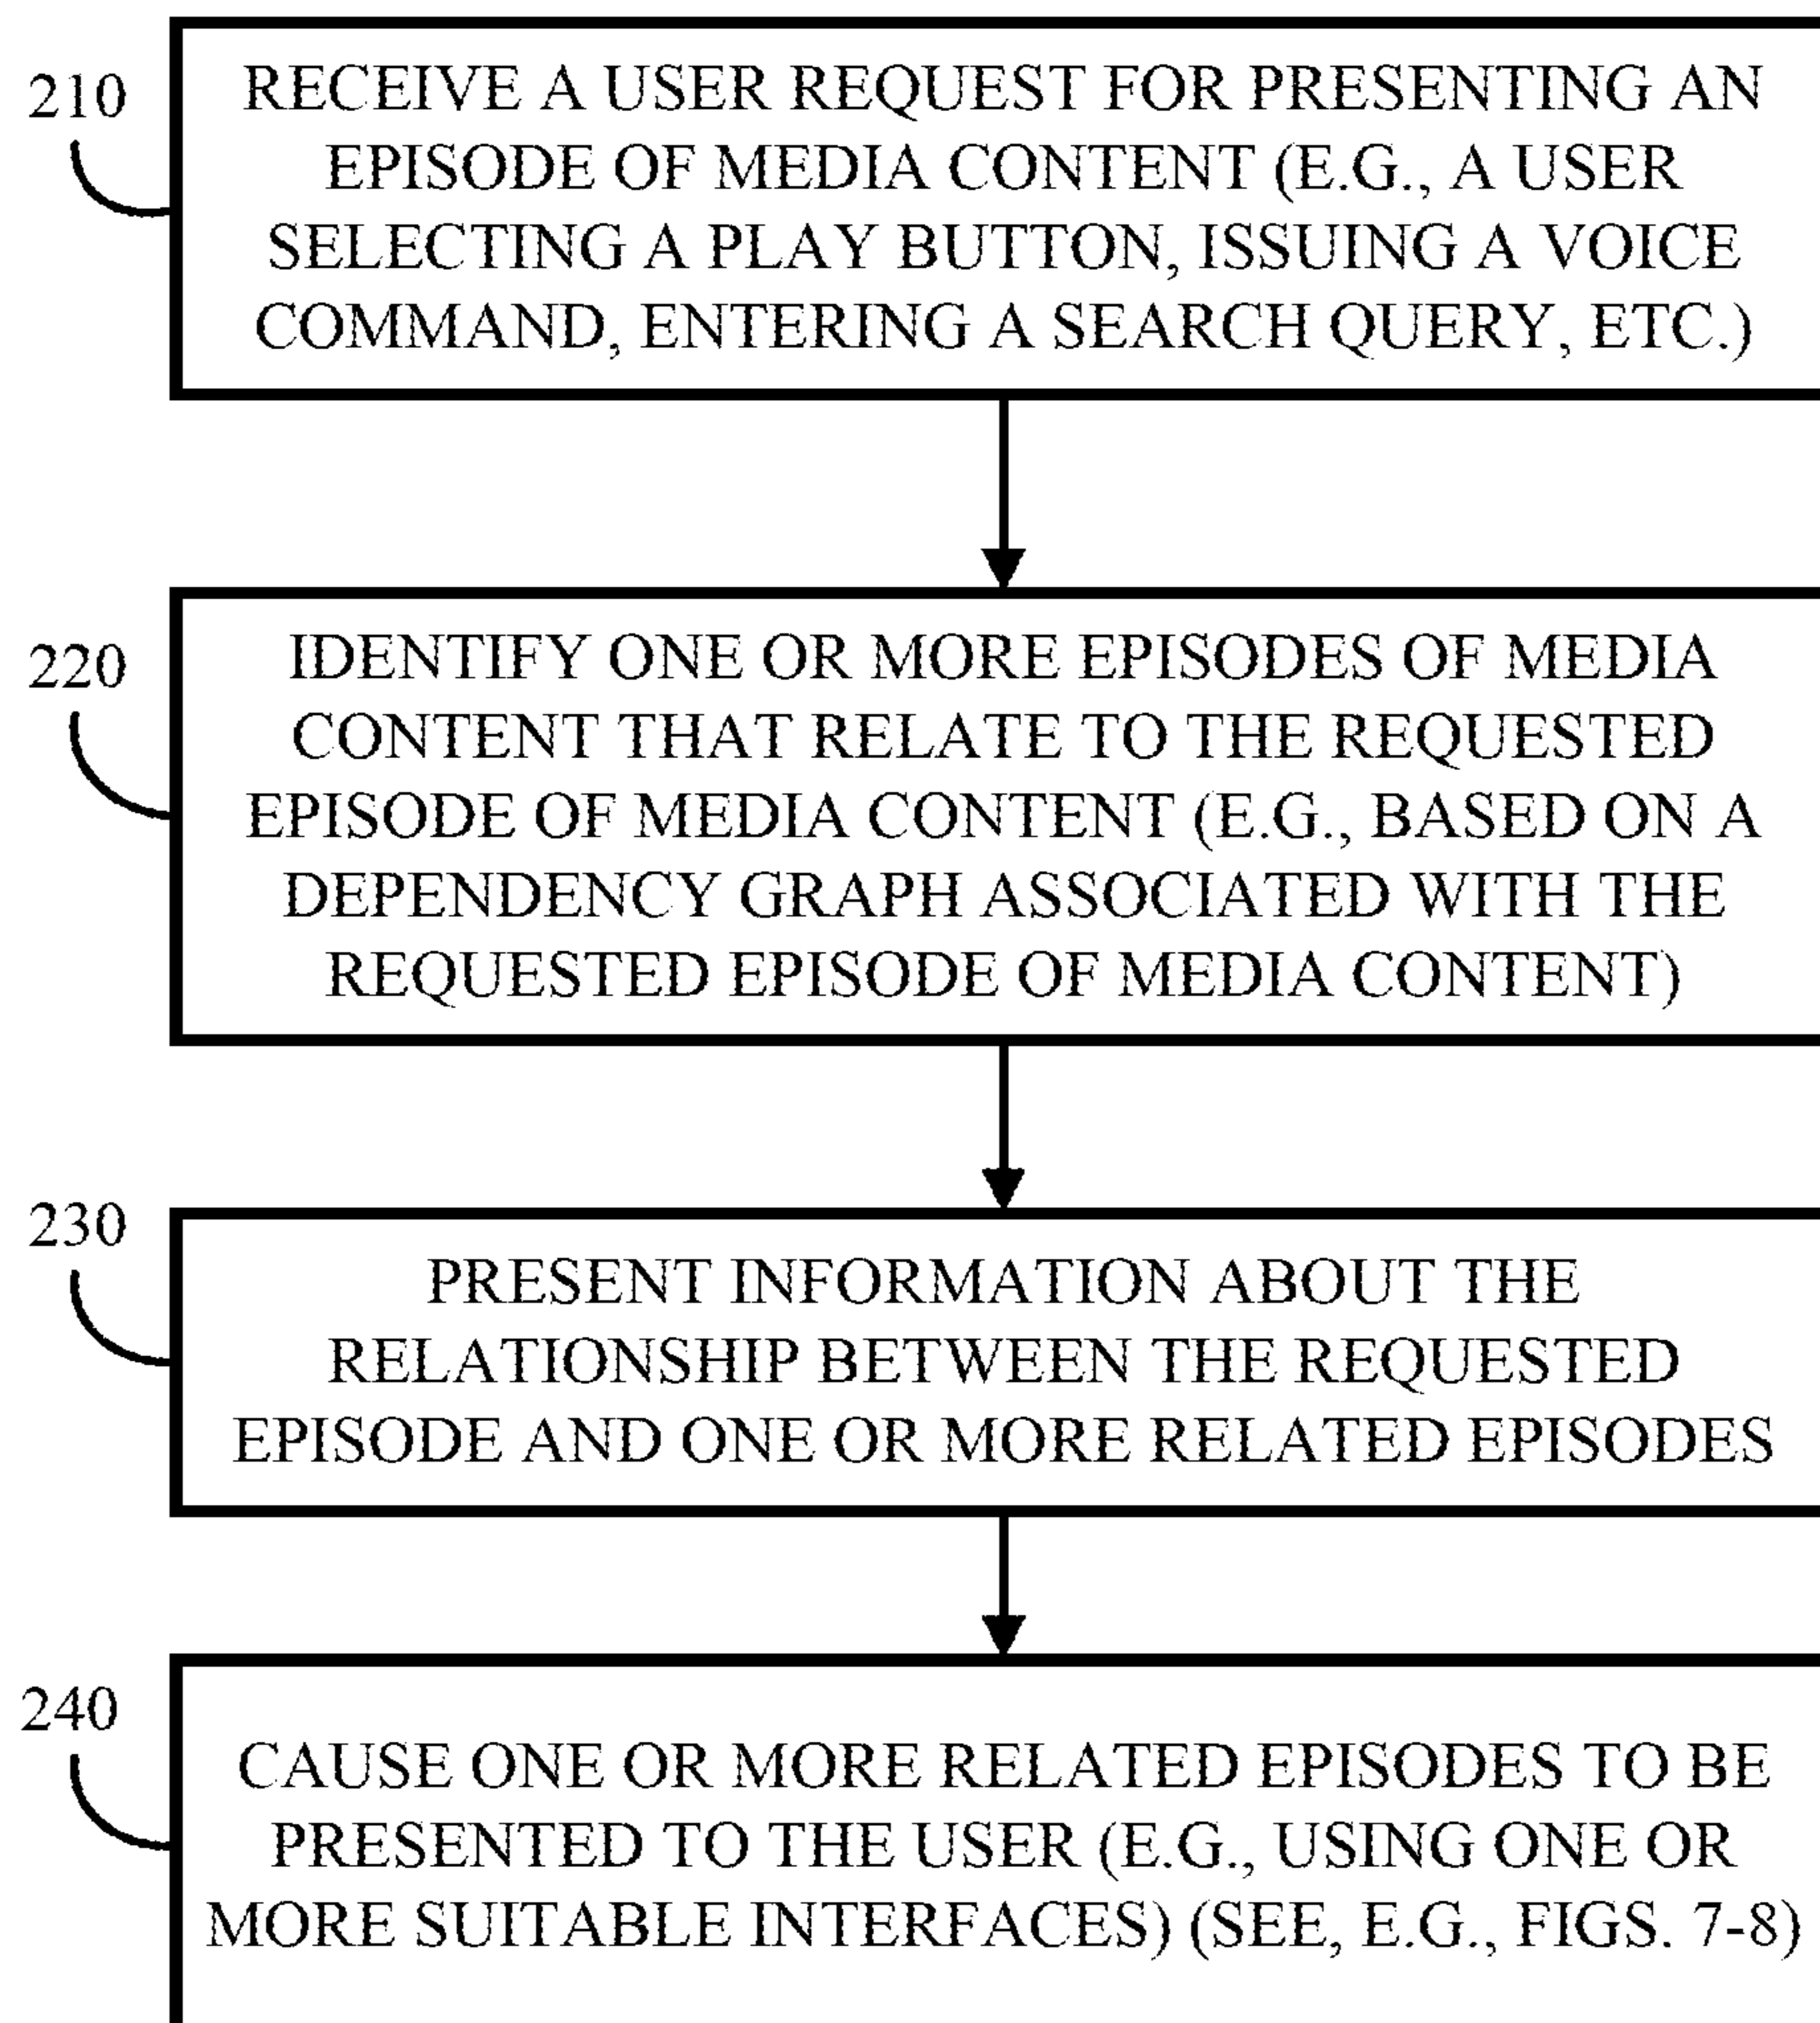 210
RECEIVE A USER REQUEST FOR PRESENTING AN
EPISODE OF MEDIA CONTENT (E.G., A USER
SELECTING A PLAY BUTTON, ISSUING A VOICE
COMMAND, ENTERING A SEARCH QUERY, ETC.)
220
IDENTIFY ONE OR MORE EPISODES OF MEDIA
CONTENT THAT RELATE TO THE REQUESTED
EPISODE OF MEDIA CONTENT (E.G., BASED ON A
DEPENDENCY GRAPH ASSOCIATED WITH THE
REQUESTED EPISODE OF MEDIA CONTENT)
230
PRESENT INFORMATION ABOUT THE
RELATIONSHIP BETWEEN THE REQUESTED
EPISODE AND ONE OR MORE RELATED EPISODES
240
CAUSE ONE OR MORE RELATED EPISODES TO BE
PRESENTED TO THE USER (E.G., USING ONE OR
MORE SUITABLE INTERFACES) (SEE, E.G., FIGS. 7-8)